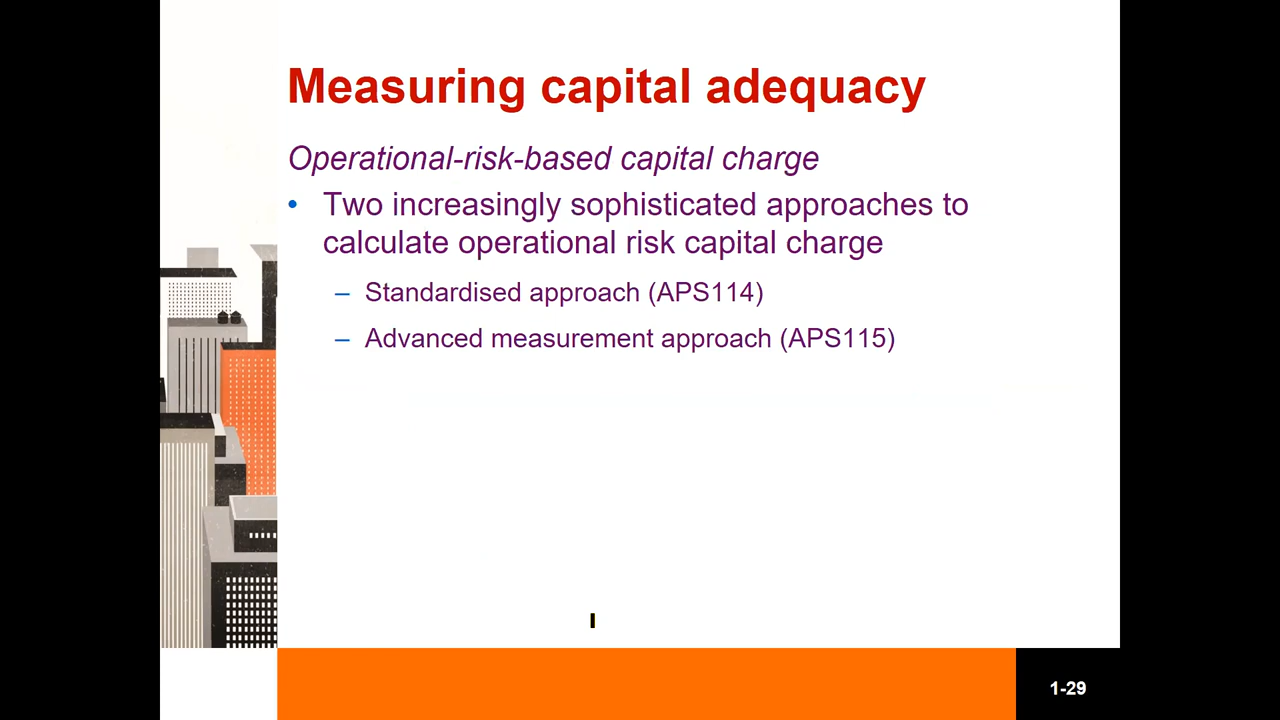 Measuring capital adequacy
Operational-risk-based capital charge
• Two increasingly sophisticated approaches to
calculate operational risk capital charge
– Standardised approach (APS114)
– Advanced measurement approach (APS115)
1-29